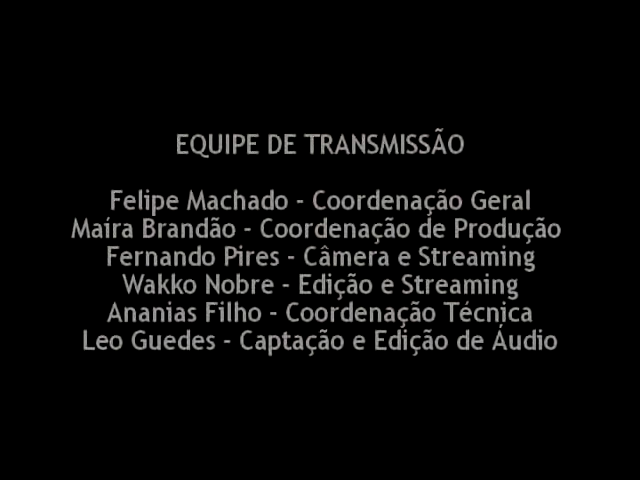 EQUIPE DE TRANSMISSÃO
Felipe Machado - Coordenação Geral
Maíra Brandão - Coordenação de Produção
Fernando Pires - Câmera e Streaming
Wakko Nobre - Edição e Streaming
Ananias Filho - Coordenação Técnica
Leo Guedes - Captação e Edição de Áudio